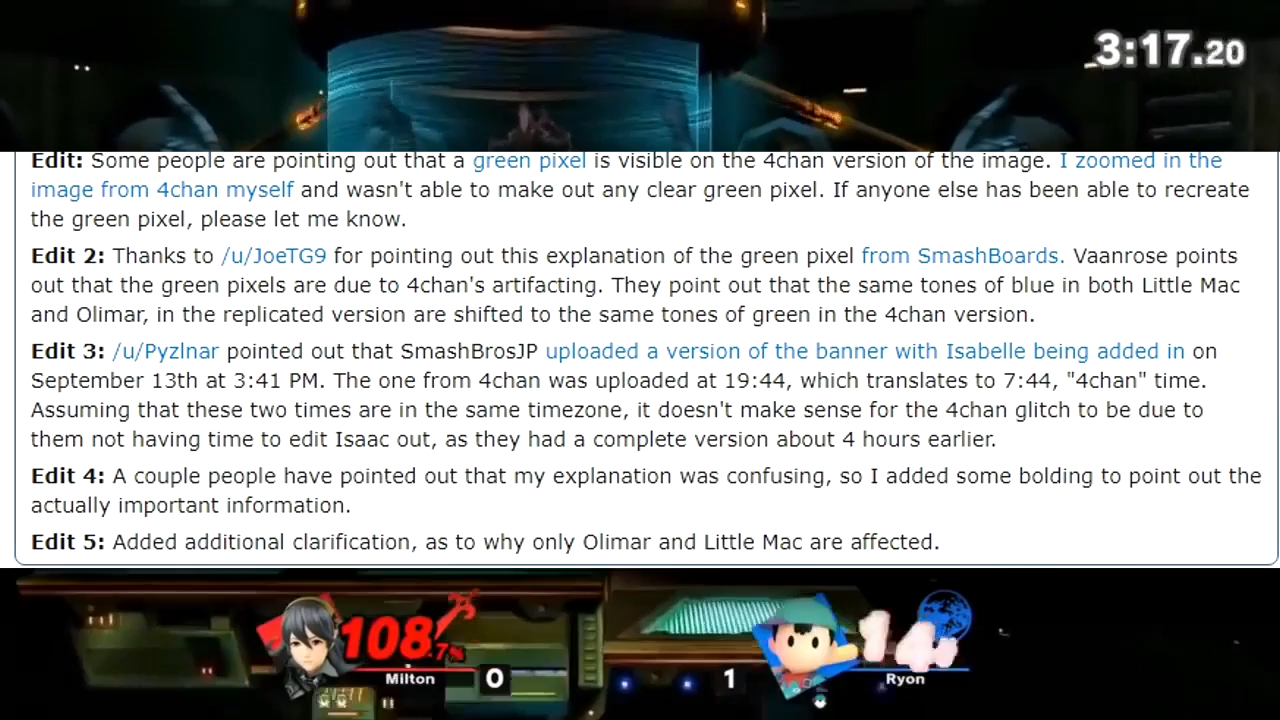 3:17.20
Edit: Some people are pointing out that a green pixel is visible on the 4chan version of the image. I zoomed in the
image from 4chan myself and wasn't able to make out any clear green pixel. If anyone else has been able to recreate
the green pixel, please let me know.
Edit 2: Thanks to /u/JoeTG9 for pointing out this explanation of the green pixel from SmashBoards. Vaanrose points
out that the green pixels are due to 4chan's artifacting. They point out that the same tones of blue in both Little Mac
and Olimar, in the replicated version are shifted to the same tones of green in the 4chan version.
Edit 3: /u/Pyzlnar pointed out that SmashBrosJP uploaded a version of the banner with Isabelle being added in on
September 13th at 3:41 PM. The one from 4chan was uploaded at 19:44, which translates to 7:44, "4chan" time.
Assuming that these two times are in the same timezone, it doesn't make sense for the 4chan glitch to be due to
them not having time to edit Isaac out, as they had a complete version about 4 hours earlier.
Edit 4: A couple people have pointed out that my explanation was confusing, so I added some bolding to point out the
actually important information.
Edit 5: Added additional clarification, as to why only Olimar and Little Mac are affected.
108.7%
Milton
0
1
14
Ryon